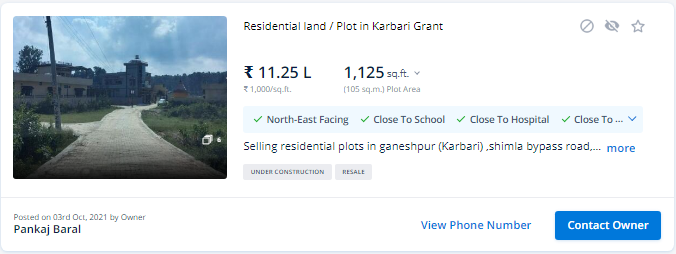 Residential land / Plot in Karbari Grant
₹ 11.25 L
₹ 1,000/sq.ft.
1,125 sq.ft.
(105 sq.m.) Plot Area
North-East Facing Close To School Close To Hospital Close To ...
Selling residential plots in ganeshpur (Karbari) ,shimla bypass road,... more
UNDER CONSTRUCTION RESALE
6
Posted on 03rd Oct, 2021 by Owner
Pankaj Baral
View Phone Number
Contact Owner